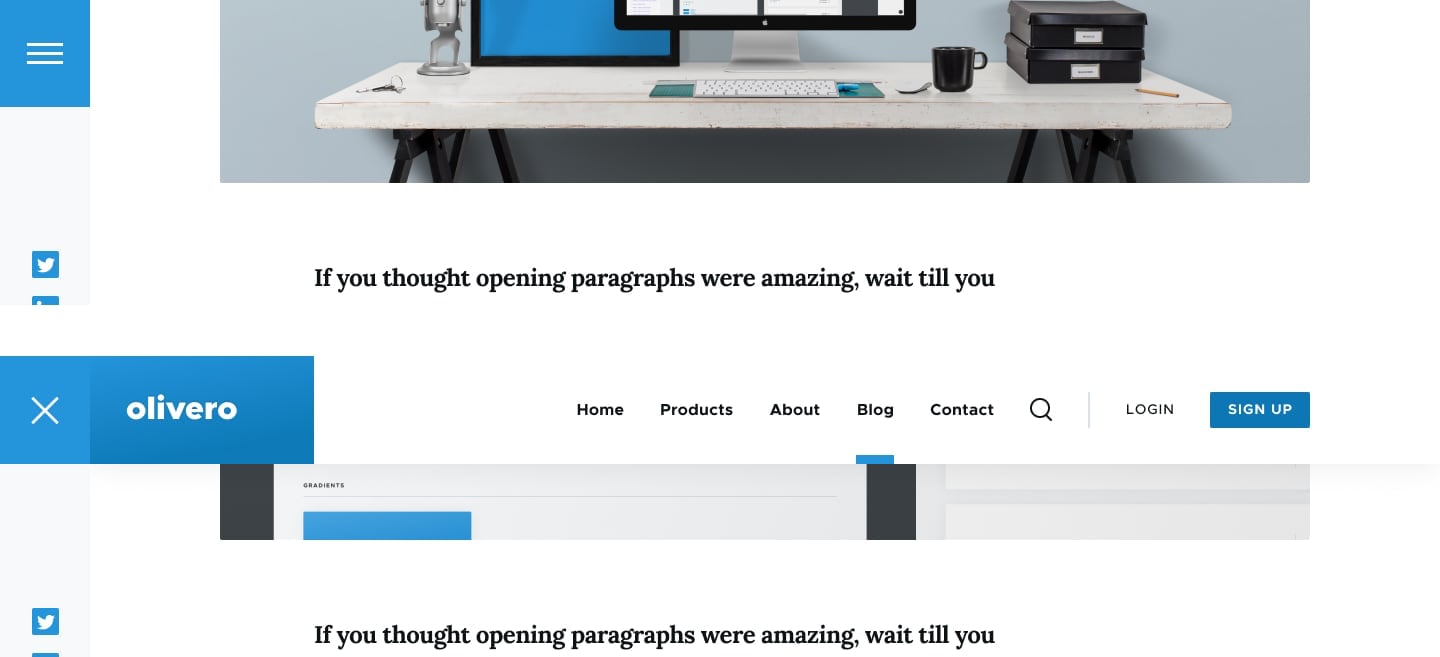 If you thought opening paragraphs were amazing, wait till you
olivero
Home Products About Blog Contact LOGIN SIGN UP
GRADIENTS
If you thought opening paragraphs were amazing, wait till you